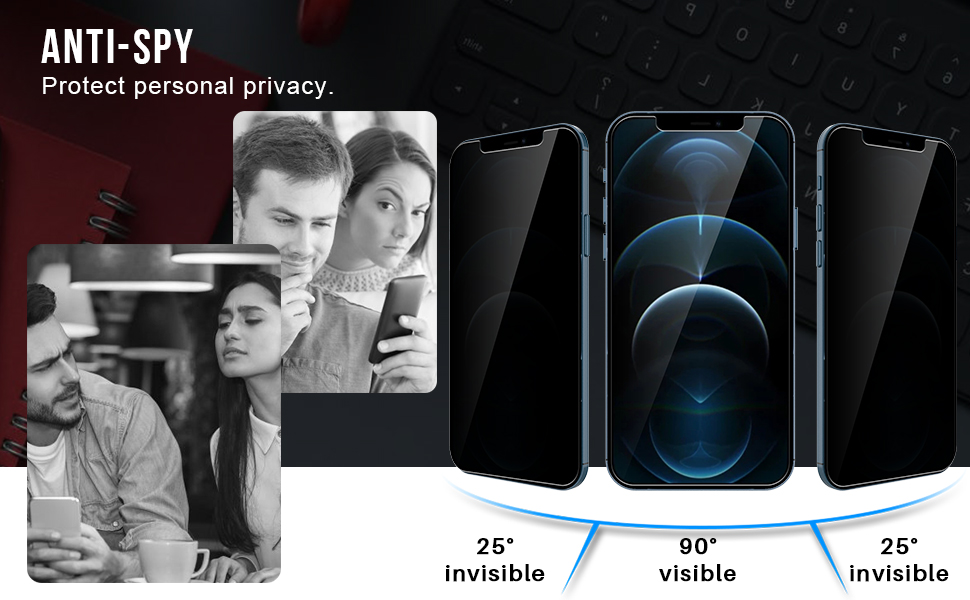 ANTI-SPY
Protect personal privacy.
25°
invisible
90°
visible
25°
invisible